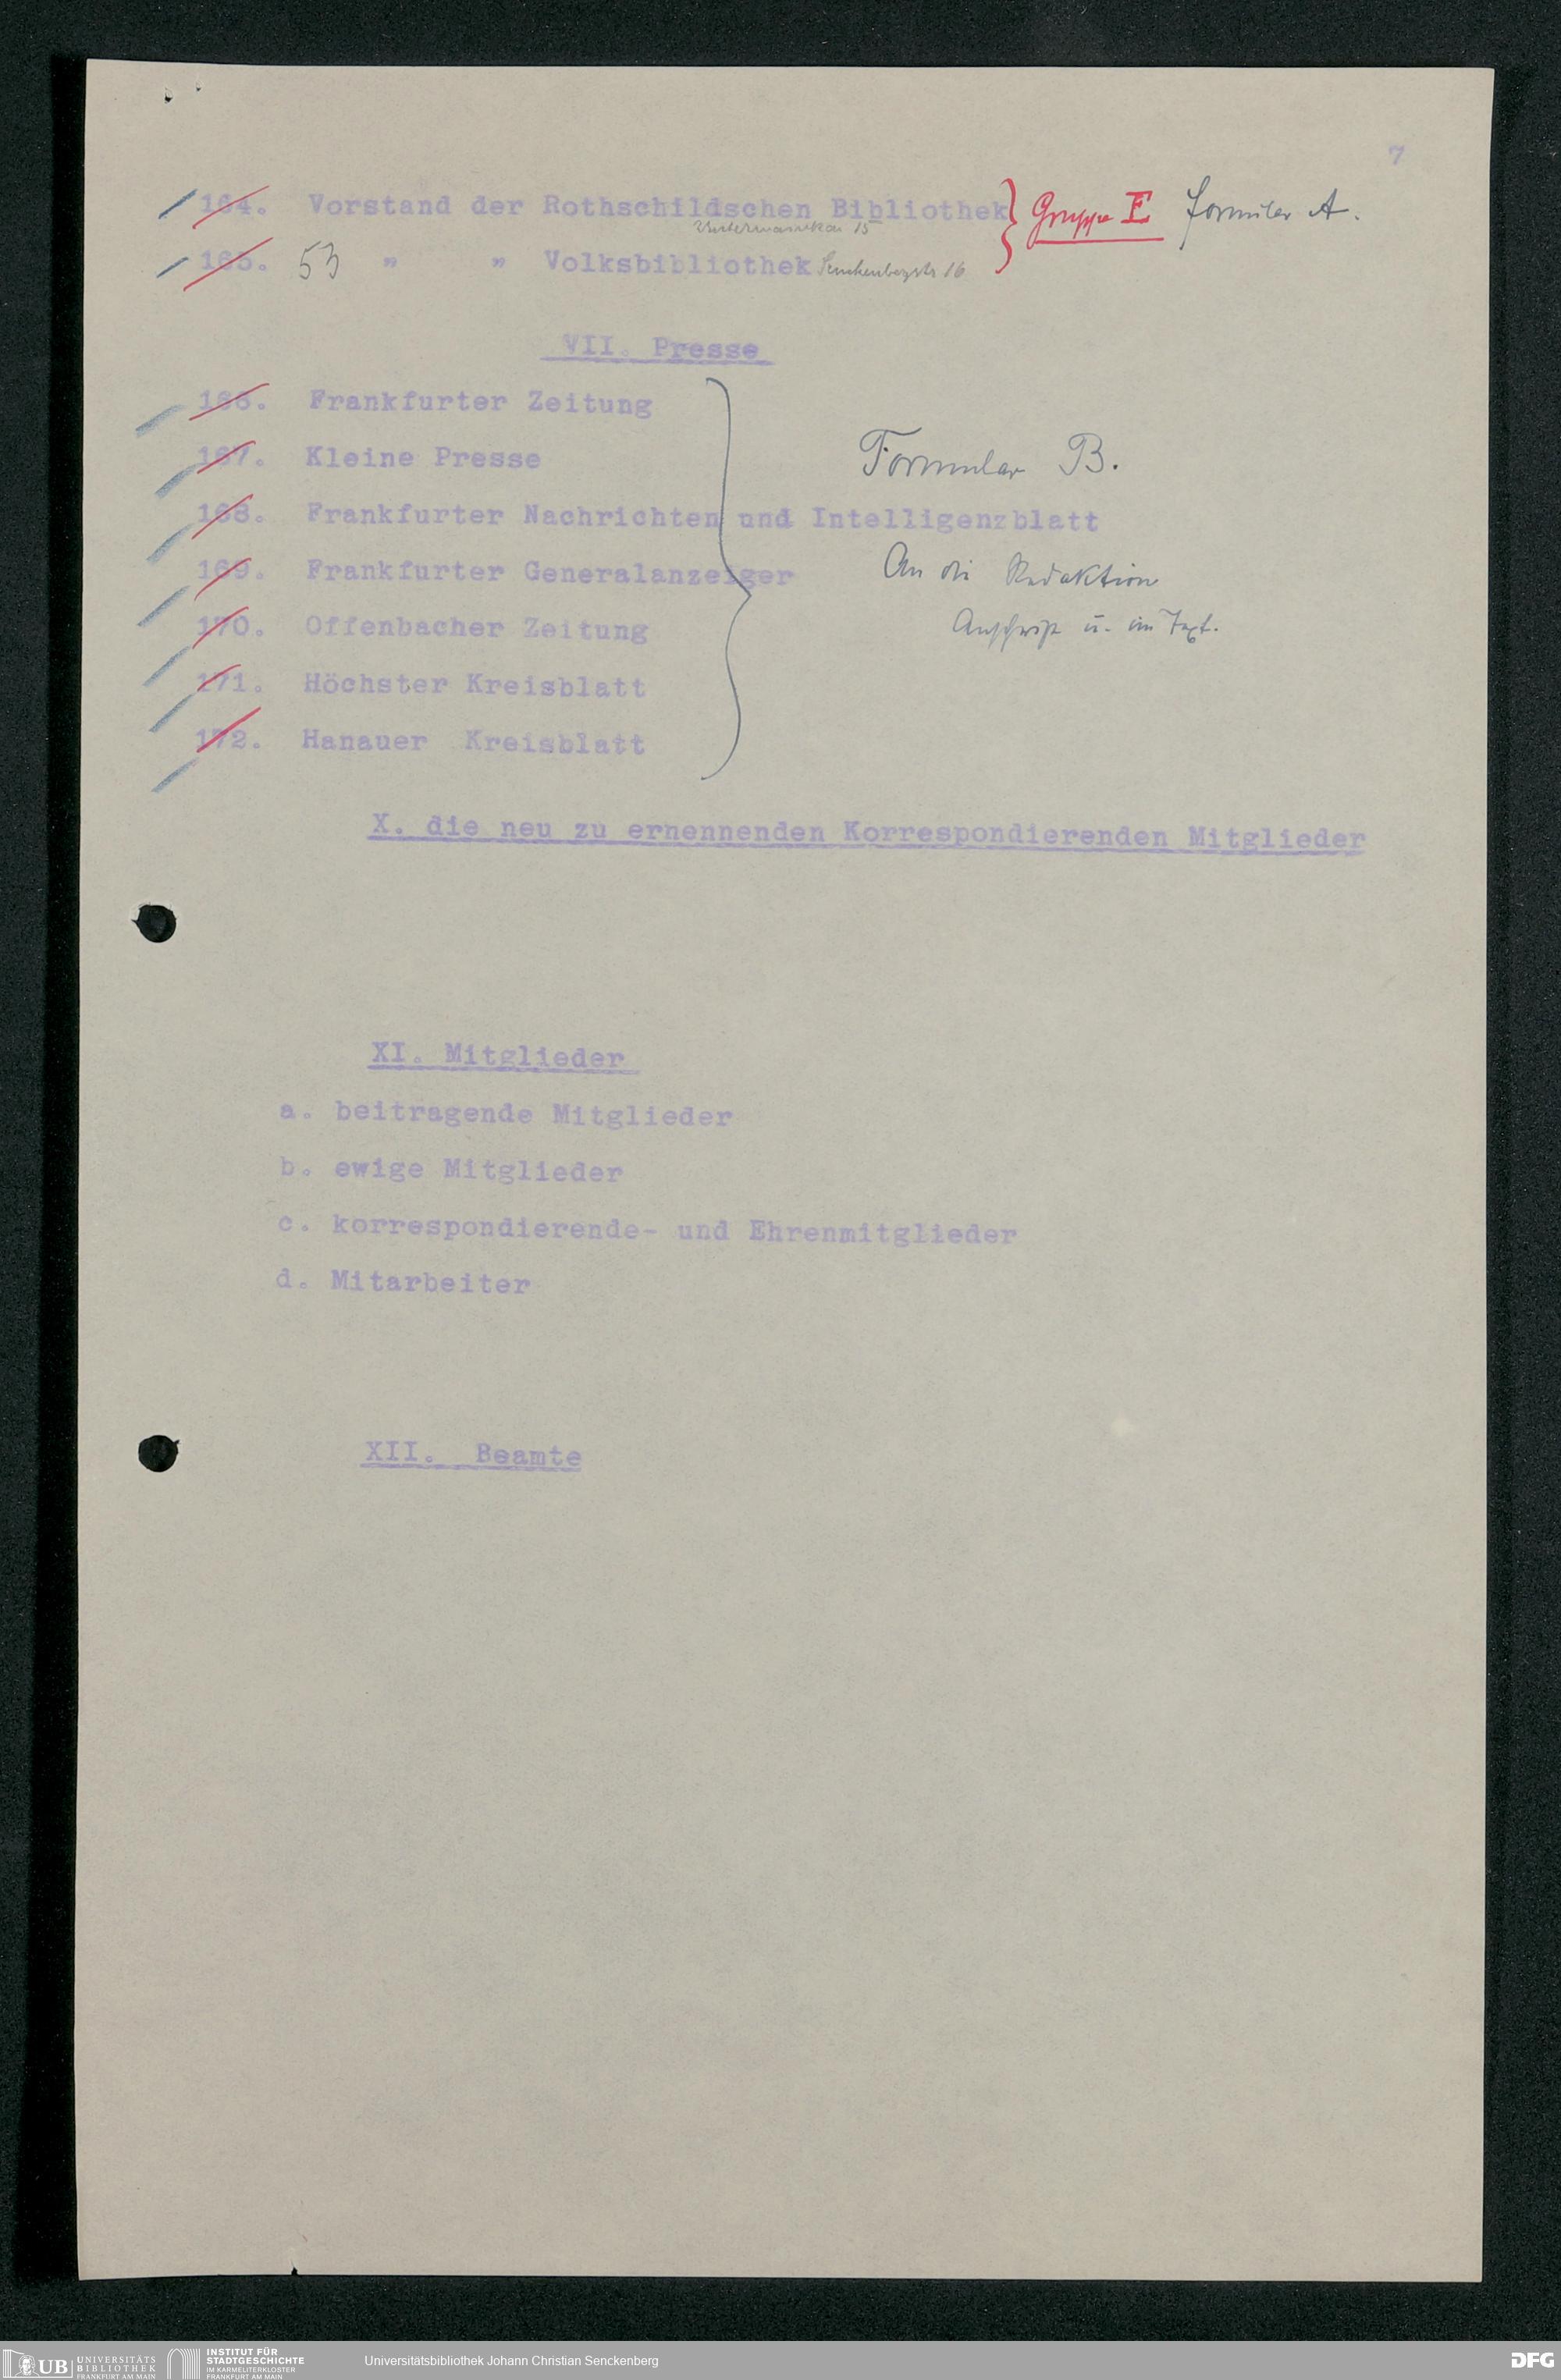 7
164. Vorstand der Rothschildschen Bibliothek Gruppe E Formular A.
Untermainkai 15
165. 53 " " Volksbibliothek Senckenbergstr 16
VII. Presse
166. Frankfurter Zeitung
167. Kleine Presse Formular B.
168. Frankfurter Nachrichten und Intelligenzblatt
169. Frankfurter Generalanzeiger An die Redaktion
170. Offenbacher Zeitung Anschrift u. im Text.
171. Höchster Kreisblatt
172. Hanauer Kreisblatt
X. die neu zu ernennenden Korrespondierenden Mitglieder
XI. Mitglieder
a. beitragende Mitglieder
b. ewige Mitglieder
c. korrespondierende- und Ehrenmitglieder
d. Mitarbeiter
XII. Beamte
UB UNIVERSITÄTS BIBLIOTHEK FRANKFURT AM MAIN
INSTITUT FÜR STADTGESCHICHTE IM KARMELITERKLOSTER FRANKFURT AM MAIN
Universitätsbibliothek Johann Christian Senckenberg
DFG